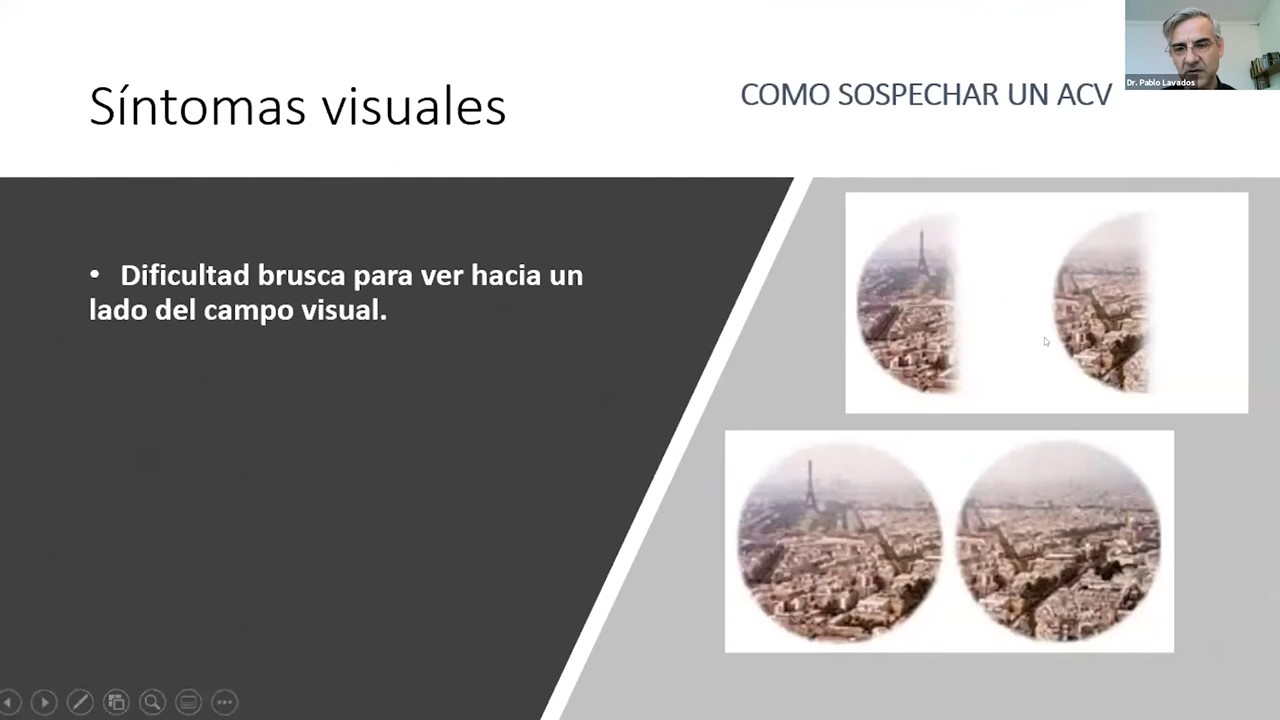 Síntomas visuales
COMO SOSPECHAR UN ACV
Dr. Pablo Lavados
• Dificultad brusca para ver hacia un
lado del campo visual.